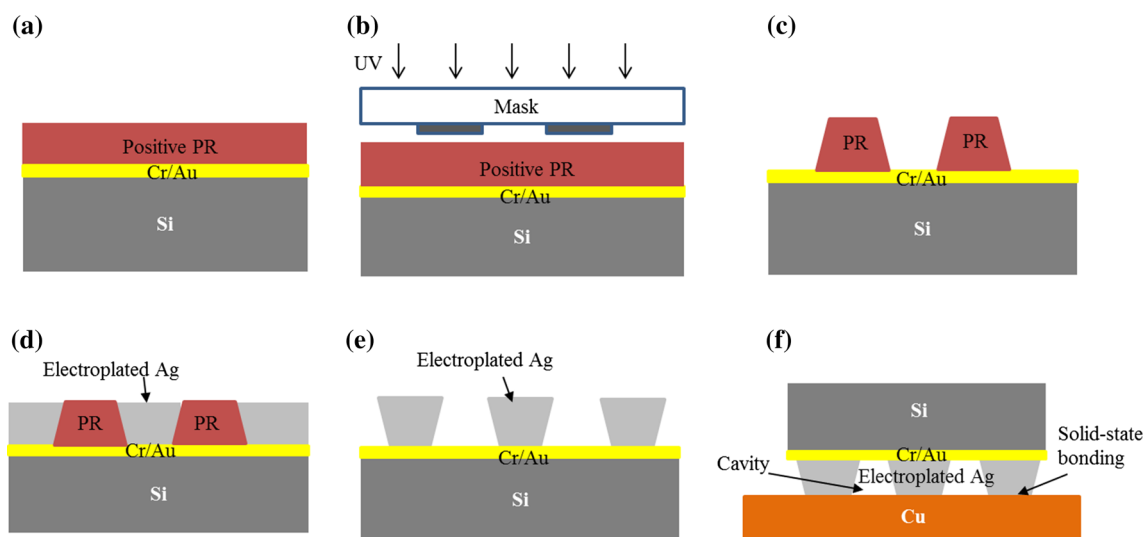 (a)
Positive PR
Cr/Au
Si
(b)
UV
Mask
Positive PR
Cr/Au
Si
(c)
PR
PR
Cr/Au
Si
(d)
Electroplated Ag
PR
PR
Cr/Au
Si
(e)
Electroplated Ag
Cr/Au
Si
(f)
Si
Cr/Au
Solid-state
bonding
Cavity
Electroplated Ag
Cu